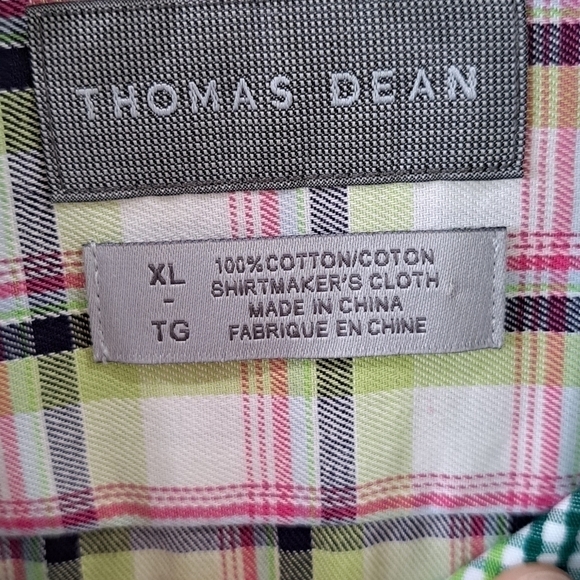 THOMAS DEAN
XL
-
TG
100% COTTON/COTON
SHIRTMAKER'S CLOTH
MADE IN CHINA
FABRIQUE EN CHINE